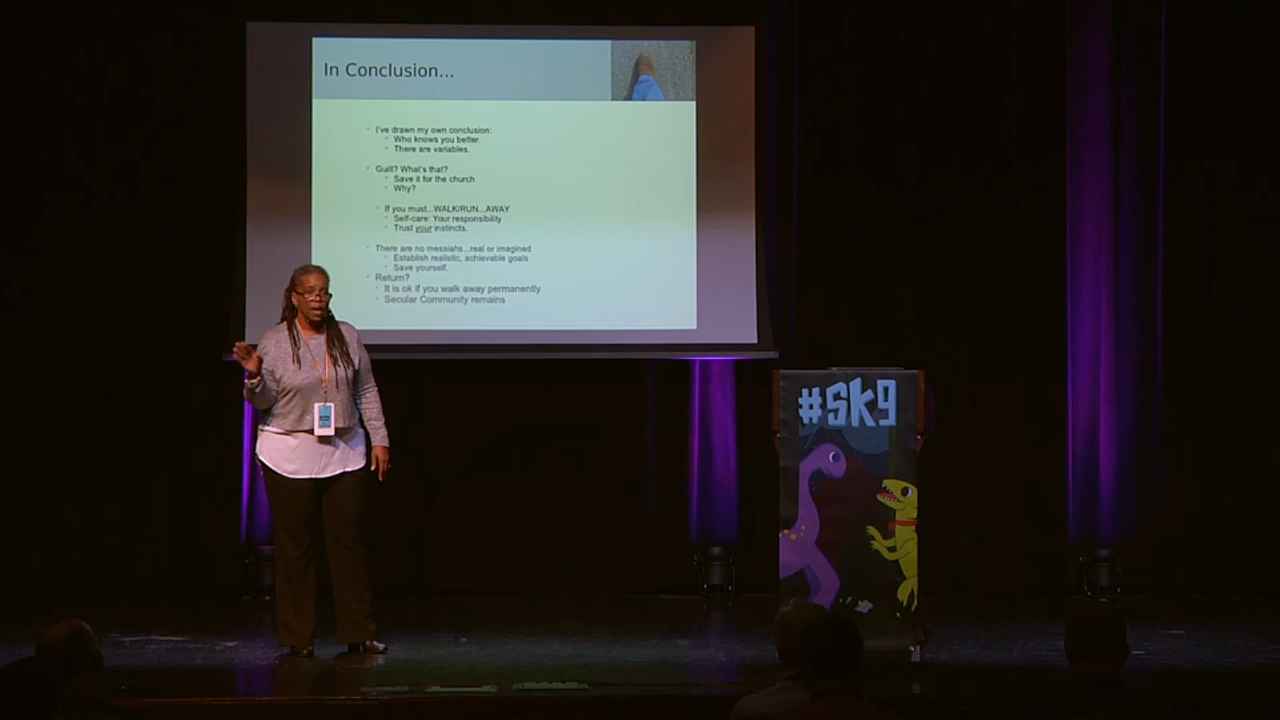 In Conclusion...
I've drawn my own conclusion:
Who knows you better.
There are variables.
Guilt? What's that?
Save it for the church
Why?
If you must...WALK/RUN...AWAY
Self-care: Your responsibility
Trust your instincts.
There are no messiahs...real or imagined
Establish realistic, achievable goals
Save yourself.
Return?
It is ok if you walk away permanently
Secular Community remains
#SK9